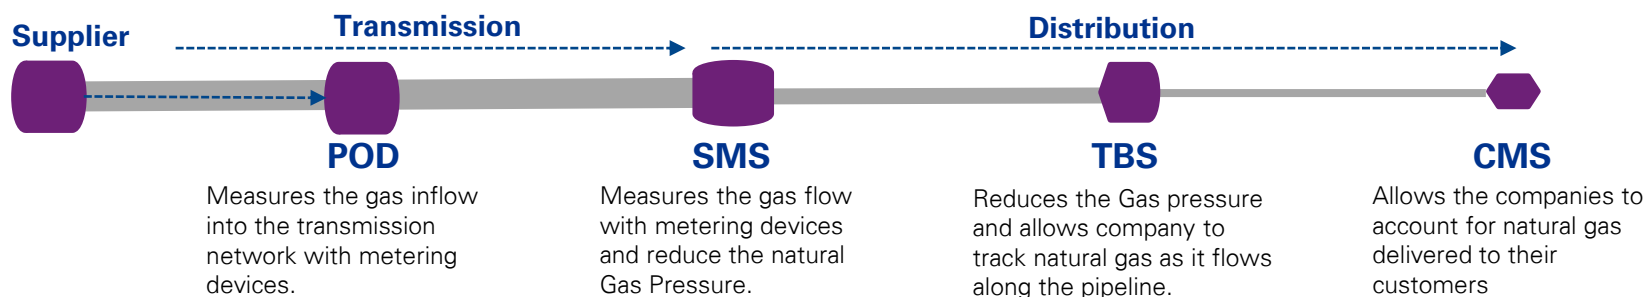 Supplier
Transmission
Distribution
POD
Measures the gas inflow
into the transmission
network with metering
devices.
SMS
Measures the gas flow
with metering devices
and reduce the natural
Gas Pressure.
TBS
Reduces the Gas pressure
and allows company to
track natural gas as it flows
along the pipeline.
CMS
Allows the companies to
account for natural gas
delivered to their
customers